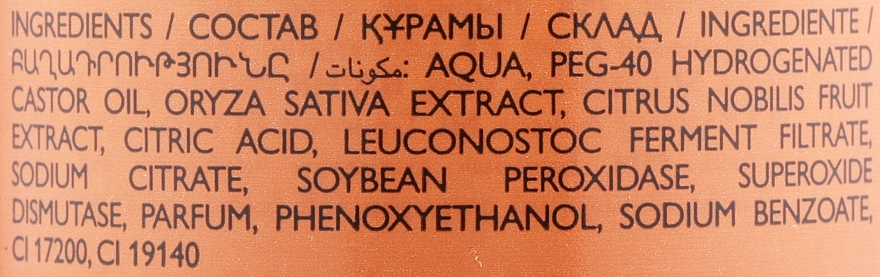 INGREDIENTS / СОСТАВ / ҚҰРАМЫ / СКЛАД / INGREDIENTE /
ԲԱՂԱԴՐՈՒԹՅՈՒՆԸ / مكونات: AQUA, PEG-40 HYDROGENATED
CASTOR OIL, ORYZA SATIVA EXTRACT, CITRUS NOBILIS FRUIT
EXTRACT, CITRIC ACID, LEUCONOSTOC FERMENT FILTRATE,
SODIUM CITRATE, SOYBEAN PEROXIDASE, SUPEROXIDE
DISMUTASE, PARFUM, PHENOXYETHANOL, SODIUM BENZOATE,
CI 17200, CI 19140